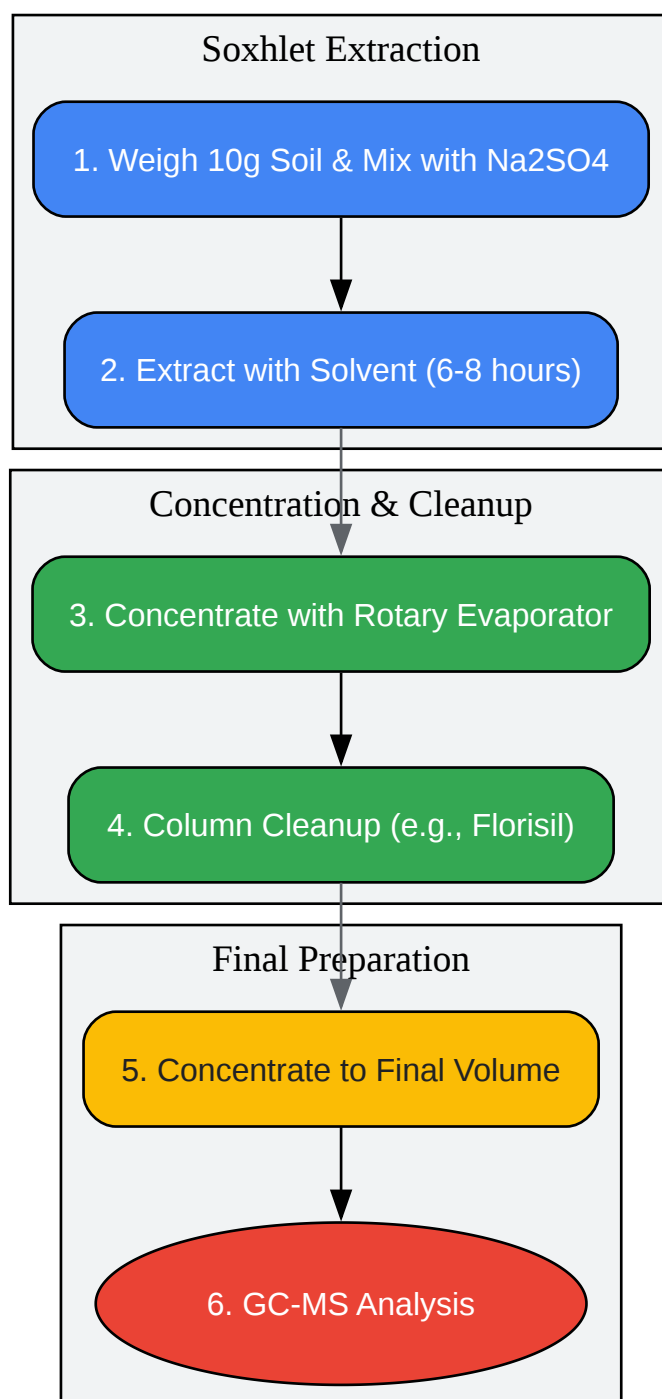 Soxhlet Extraction
1. Weigh 10g Soil & Mix with Na2SO4
2. Extract with Solvent (6-8 hours)
Concentration & Cleanup
3. Concentrate with Rotary Evaporator
4. Column Cleanup (e.g., Florisil)
Final Preparation
5. Concentrate to Final Volume
6. GC-MS Analysis